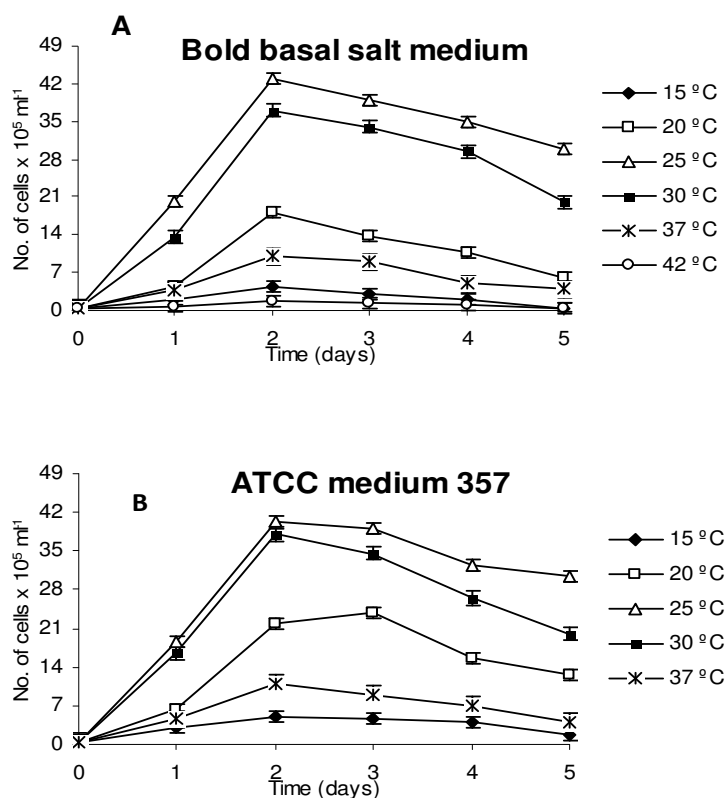 A
Bold basal salt medium
No. of cells x 10⁵ ml⁻¹
49
42
35
28
21
14
7
0
0 1 2 3 4 5
Time (days)
15 ºC
20 ºC
25 ºC
30 ºC
37 ºC
42 ºC
B
ATCC medium 357
No. of cells x 10⁵ ml⁻¹
49
42
35
28
21
14
7
0
0 1 2 3 4 5
Time (days)
15 ºC
20 ºC
25 ºC
30 ºC
37 ºC